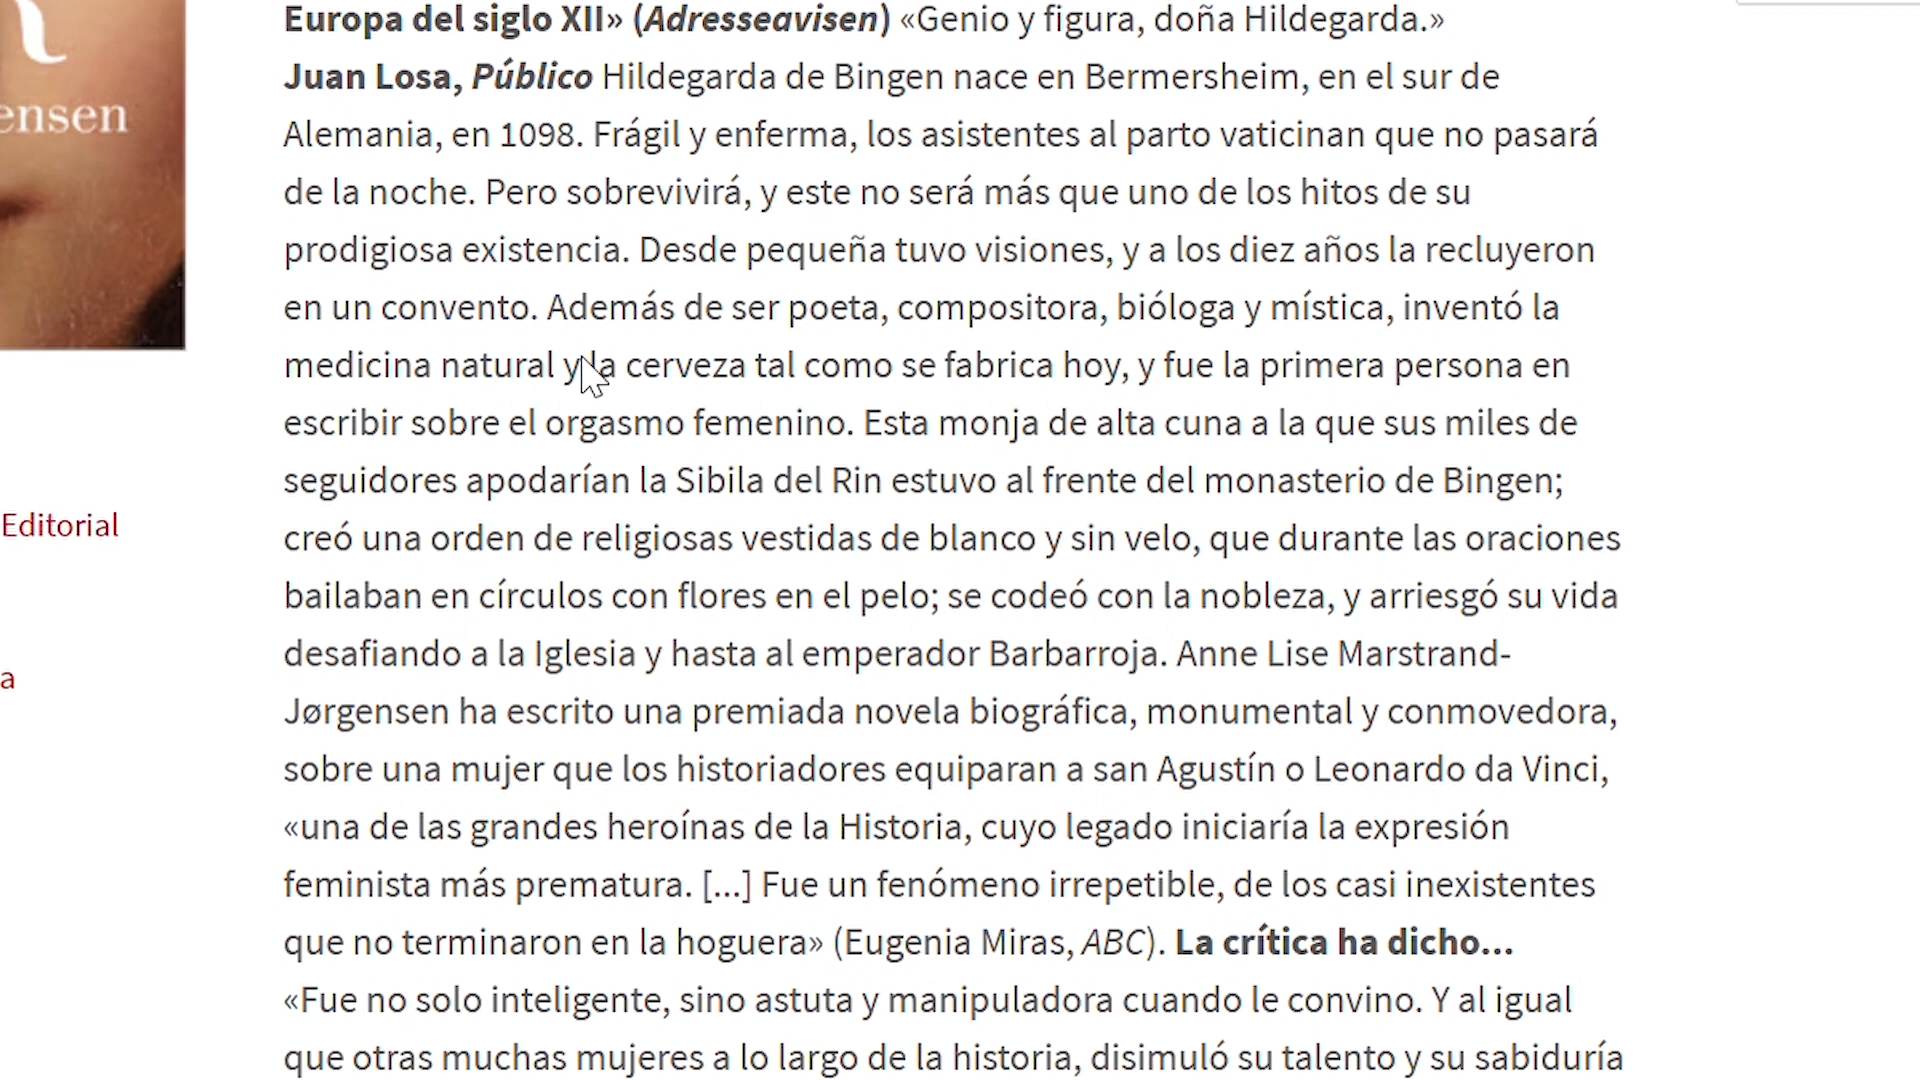 Europa del siglo XII» (Adresseavisen) «Genio y figura, doña Hildegarda.»
Juan Losa, Público Hildegarda de Bingen nace en Bermersheim, en el sur de
Alemania, en 1098. Frágil y enferma, los asistentes al parto vaticinan que no pasará
de la noche. Pero sobrevivirá, y este no será más que uno de los hitos de su
prodigiosa existencia. Desde pequeña tuvo visiones, y a los diez años la recluyeron
en un convento. Además de ser poeta, compositora, bióloga y mística, inventó la
medicina natural y la cerveza tal como se fabrica hoy, y fue la primera persona en
escribir sobre el orgasmo femenino. Esta monja de alta cuna a la que sus miles de
seguidores apodarían la Sibila del Rin estuvo al frente del monasterio de Bingen;
creó una orden de religiosas vestidas de blanco y sin velo, que durante las oraciones
bailaban en círculos con flores en el pelo; se codeó con la nobleza, y arriesgó su vida
desafiando a la Iglesia y hasta al emperador Barbarroja. Anne Lise Marstrand-
Jørgensen ha escrito una premiada novela biográfica, monumental y conmovedora,
sobre una mujer que los historiadores equiparan a san Agustín o Leonardo da Vinci,
«una de las grandes heroínas de la Historia, cuyo legado iniciaría la expresión
feminista más prematura. [...] Fue un fenómeno irrepetible, de los casi inexistentes
que no terminaron en la hoguera» (Eugenia Miras, ABC). La crítica ha dicho...
«Fue no solo inteligente, sino astuta y manipuladora cuando le convino. Y al igual
que otras muchas mujeres a lo largo de la historia, disimuló su talento y su sabiduría
ensen
Editorial
a